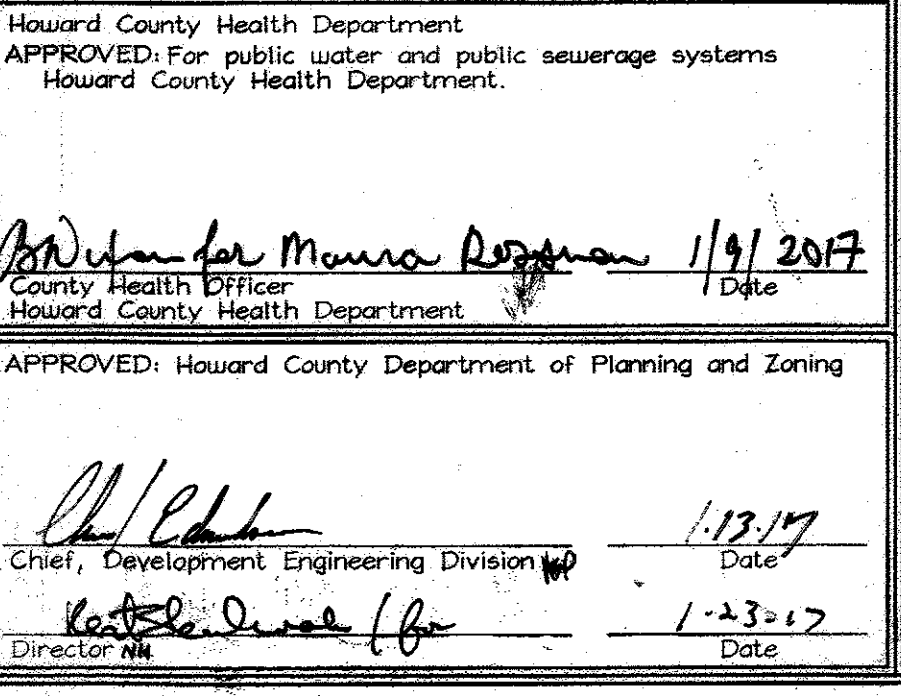 Howard County Health Department
APPROVED: For public water and public sewerage systems
Howard County Health Department.
for Maura Rossman 1/9/2017
County Health Officer Date
Howard County Health Department
APPROVED: Howard County Department of Planning and Zoning
1.13.17
Chief, Development Engineering Division Date
/ for 1-23-17
Director Date